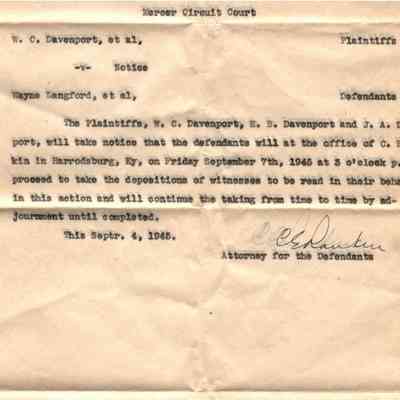 Mercer Circuit Court
W. C. Davenport, et al, Plaintiffs
-v- Notice
Wayne Langford, et al, Defendants
The Plaintiffs, W. C. Davenport, H. B. Davenport and J. A. D
port, will take notice that the defendants will at the office of C. E
kin in Harrodsburg, Ky, on Friday September 7th, 1945 at 3 o'clock p.
proceed to take the depositions of witnesses to be read in their beha
in this action and will continue the taking from time to time by ad-
journment until completed.
This Septr. 4, 1945.
C E Rankin
Attorney for the Defendants